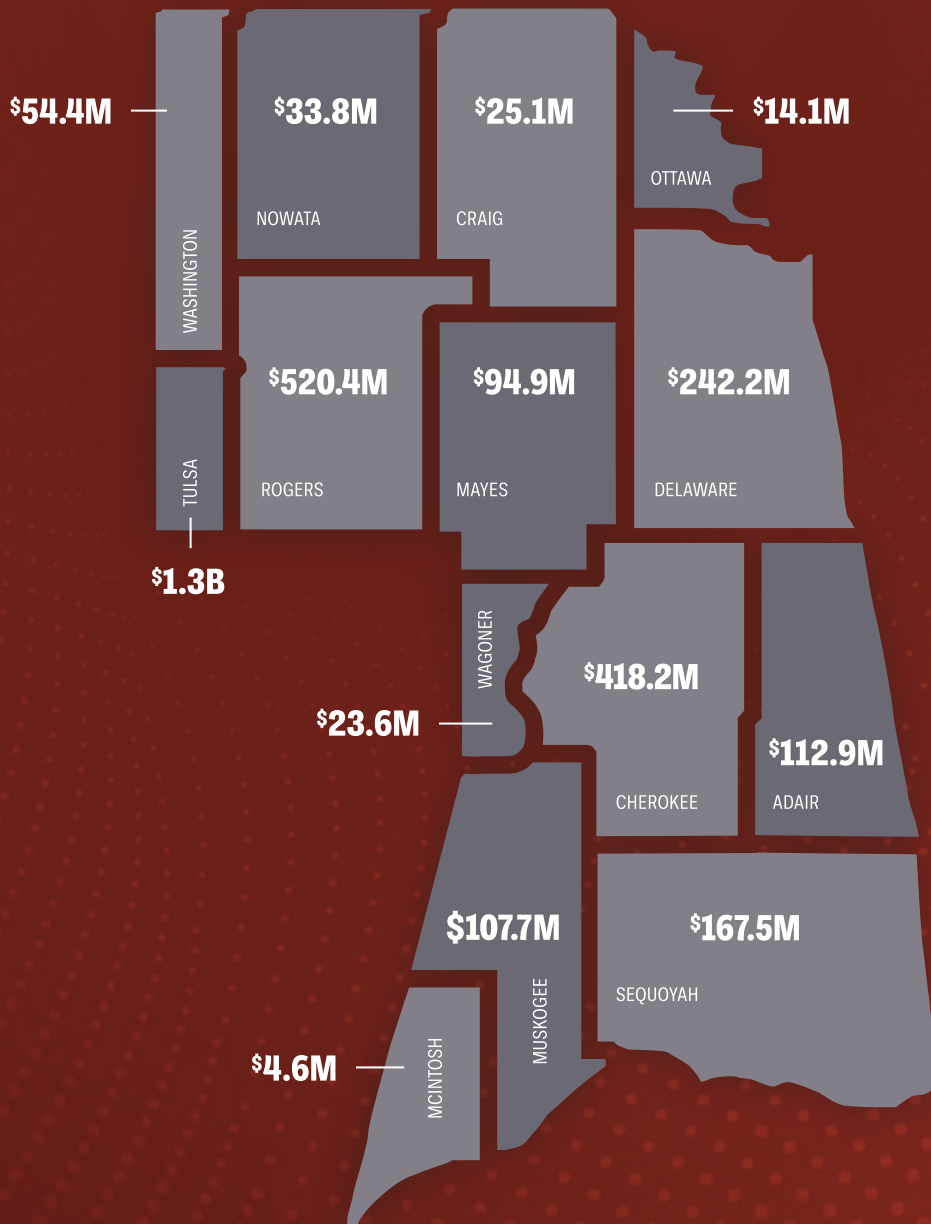 $54.4M
$33.8M
$25.1M
$14.1M
OTTAWA
NOWATA
CRAIG
WASHINGTON
$520.4M
$94.9M
$242.2M
TULSA
ROGERS
MAYES
DELAWARE
$1.3B
WAGONER
$418.2M
$23.6M
$112.9M
CHEROKEE
ADAIR
$107.7M
$167.5M
SEQUOYAH
MUSKOGEE
$4.6M
MCINTOSH